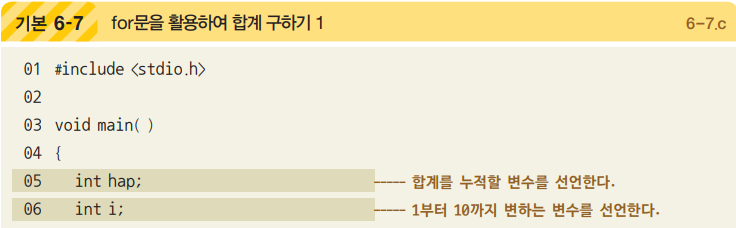 기본 6-7 for문을 활용하여 합계 구하기 1 6-7.c
01 #include <stdio.h>
02
03 void main( )
04 {
05 int hap; 합계를 누적할 변수를 선언한다.
06 int i; 1부터 10까지 변하는 변수를 선언한다.